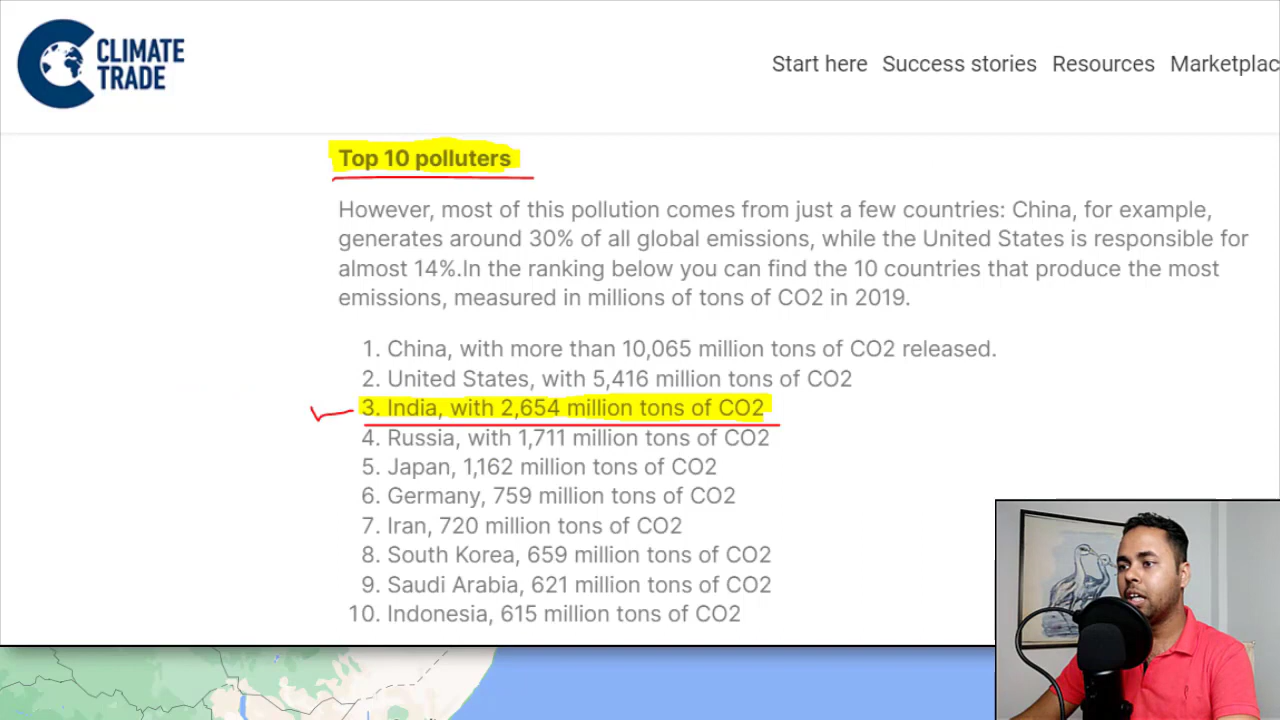 CLIMATE
TRADE
Start here Success stories Resources Marketplac
Top 10 polluters
However, most of this pollution comes from just a few countries: China, for example,
generates around 30% of all global emissions, while the United States is responsible for
almost 14%.In the ranking below you can find the 10 countries that produce the most
emissions, measured in millions of tons of CO2 in 2019.
1. China, with more than 10,065 million tons of CO2 released.
2. United States, with 5,416 million tons of CO2
3. India, with 2,654 million tons of CO2
4. Russia, with 1,711 million tons of CO2
5. Japan, 1,162 million tons of CO2
6. Germany, 759 million tons of CO2
7. Iran, 720 million tons of CO2
8. South Korea, 659 million tons of CO2
9. Saudi Arabia, 621 million tons of CO2
10. Indonesia, 615 million tons of CO2